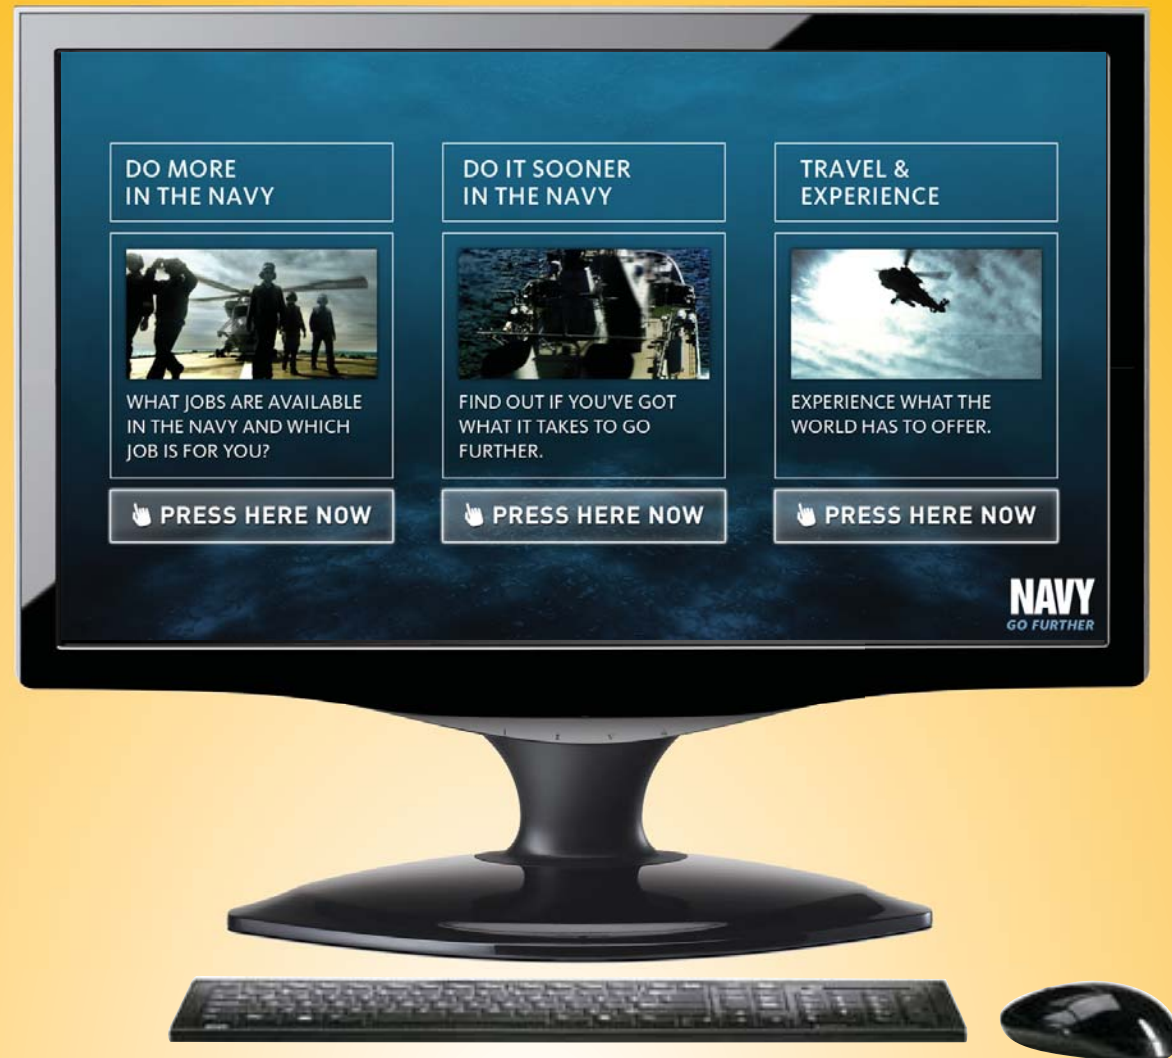 DO MORE
IN THE NAVY
WHAT JOBS ARE AVAILABLE
IN THE NAVY AND WHICH
JOB IS FOR YOU?
PRESS HERE NOW
DO IT SOONER
IN THE NAVY
FIND OUT IF YOU'VE GOT
WHAT IT TAKES TO GO
FURTHER.
PRESS HERE NOW
TRAVEL &
EXPERIENCE
EXPERIENCE WHAT THE
WORLD HAS TO OFFER.
PRESS HERE NOW
NAVY
GO FURTHER